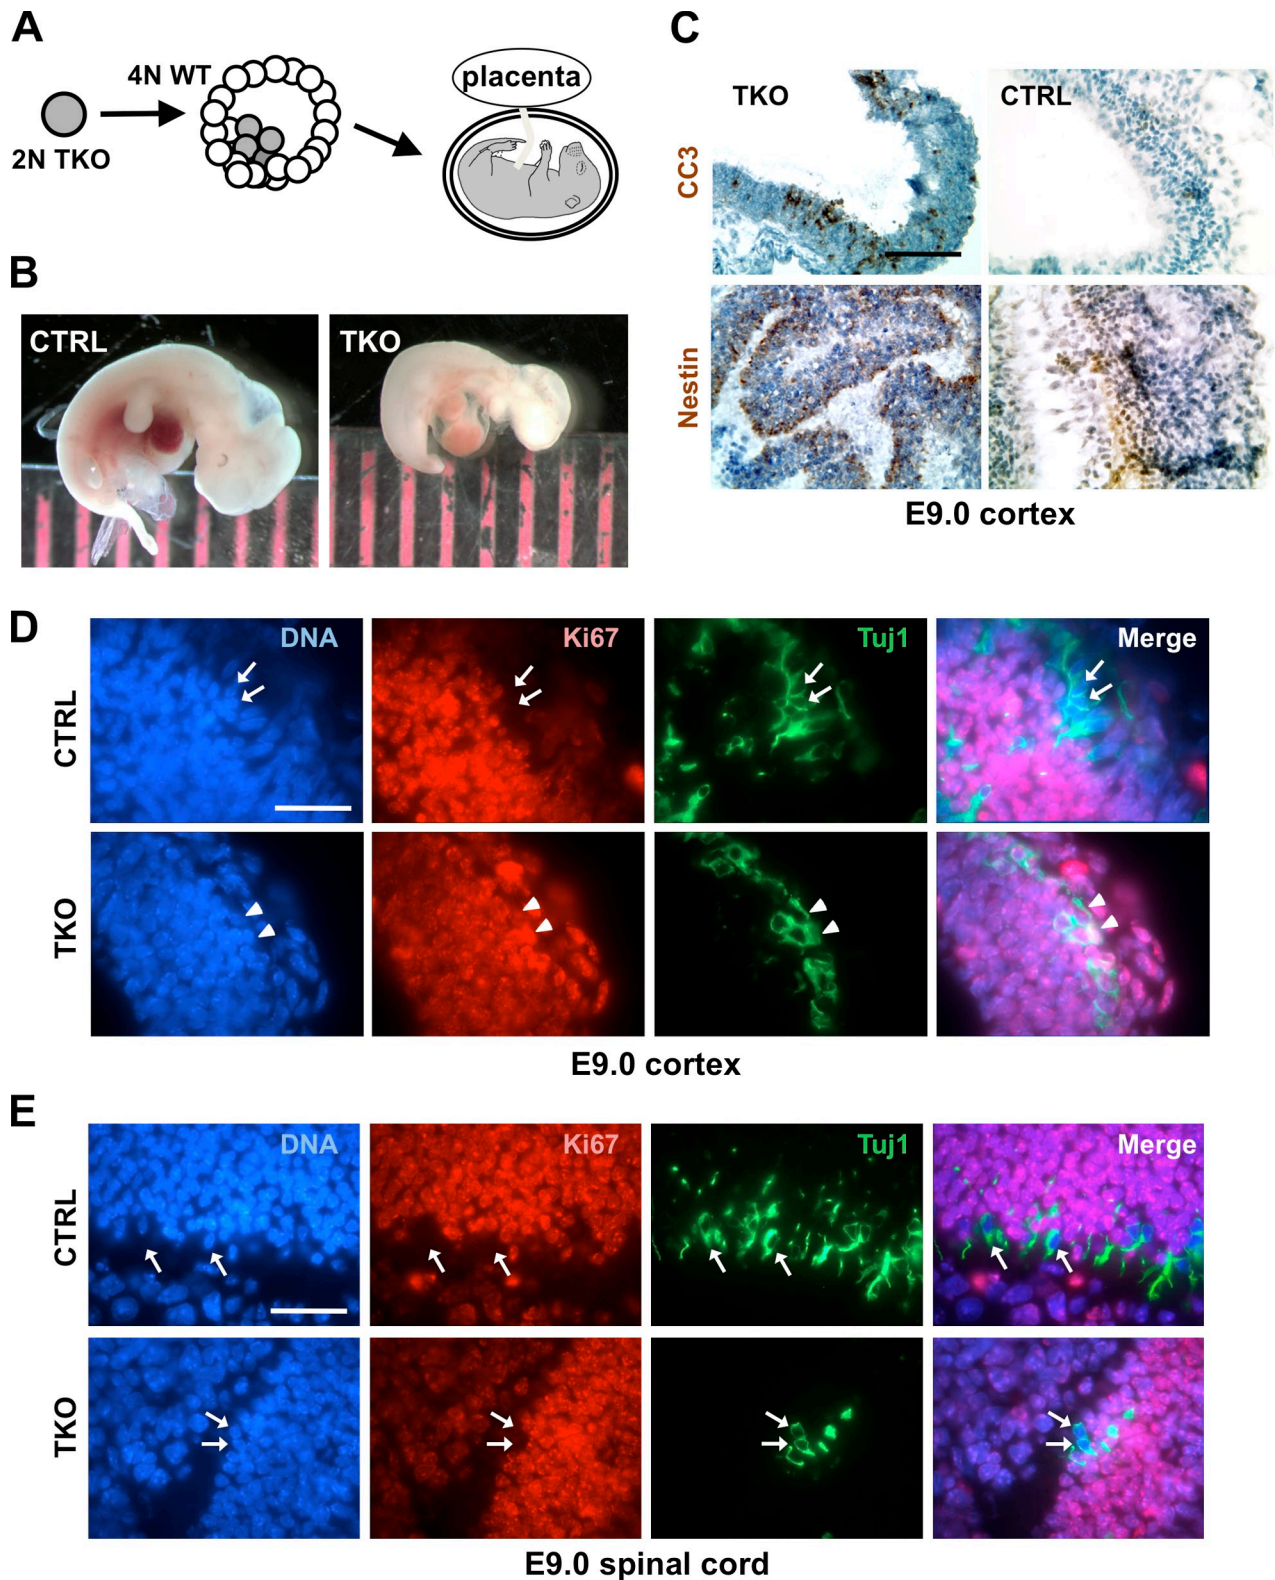 A
4N WT
2N TKO
placenta
B
CTRL
TKO
C
TKO
CTRL
CC3
Nestin
E9.0 cortex
D
DNA
Ki67
Tuj1
Merge
CTRL
TKO
E9.0 cortex
E
DNA
Ki67
Tuj1
Merge
CTRL
TKO
E9.0 spinal cord